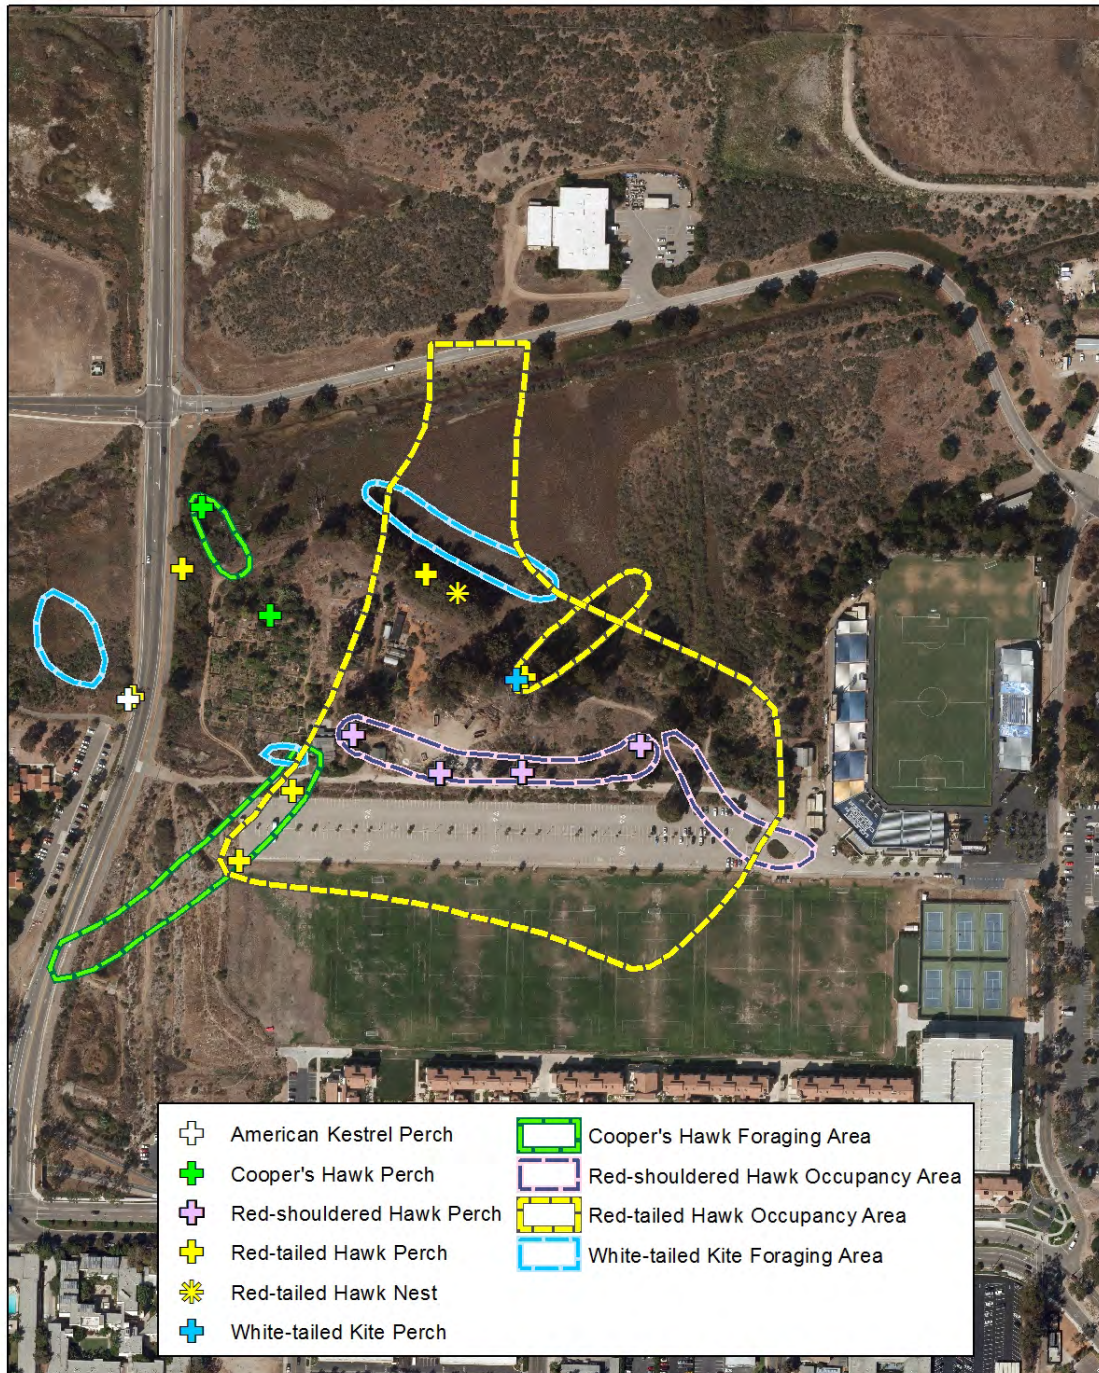 American Kestrel Perch
Cooper's Hawk Perch
Red-shouldered Hawk Perch
Red-tailed Hawk Perch
Red-tailed Hawk Nest
White-tailed Kite Perch
Cooper's Hawk Foraging Area
Red-shouldered Hawk Occupancy Area
Red-tailed Hawk Occupancy Area
White-tailed Kite Foraging Area